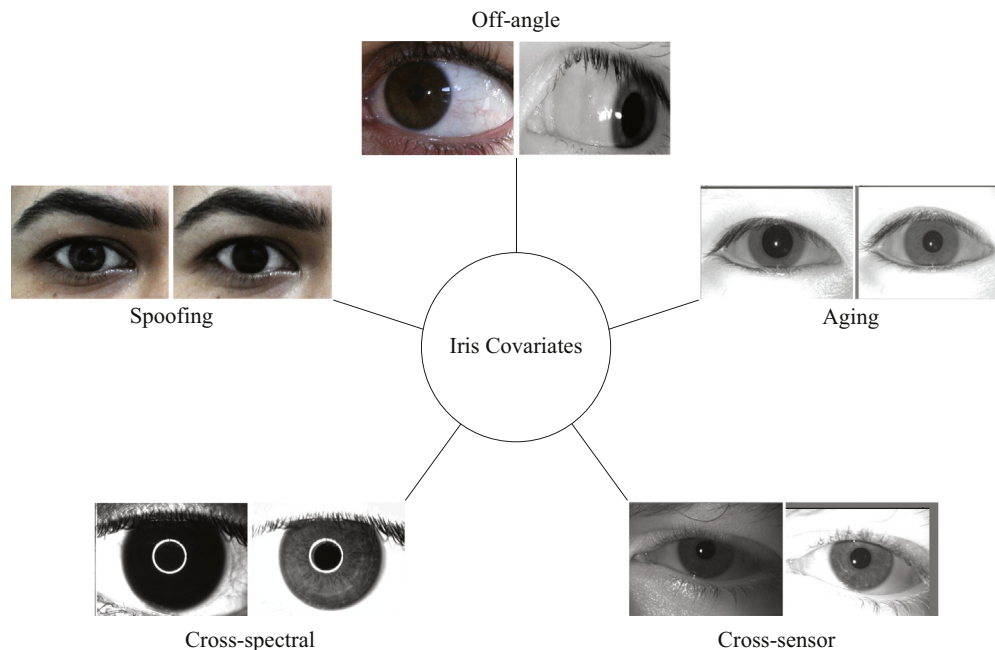 Off-angle
Spoofing
Aging
Iris Covariates
Cross-spectral
Cross-sensor